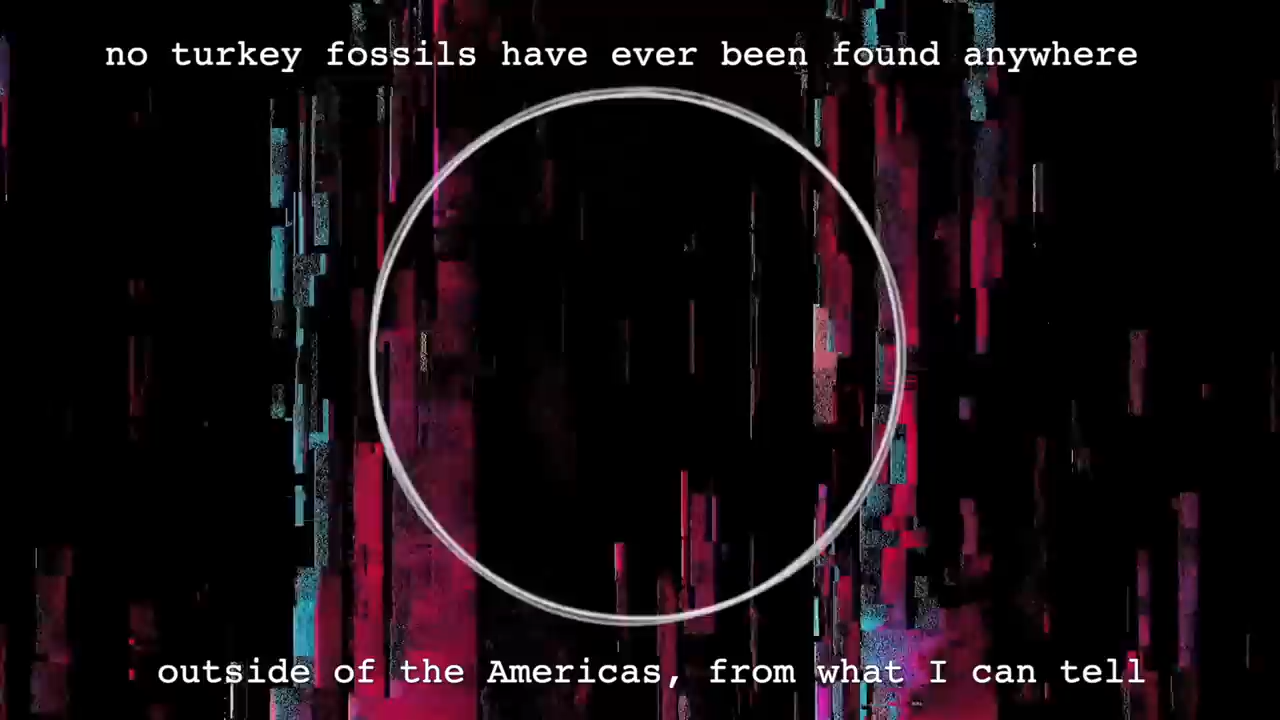 no turkey fossils have ever been found anywhere
outside of the Americas, from what I can tell